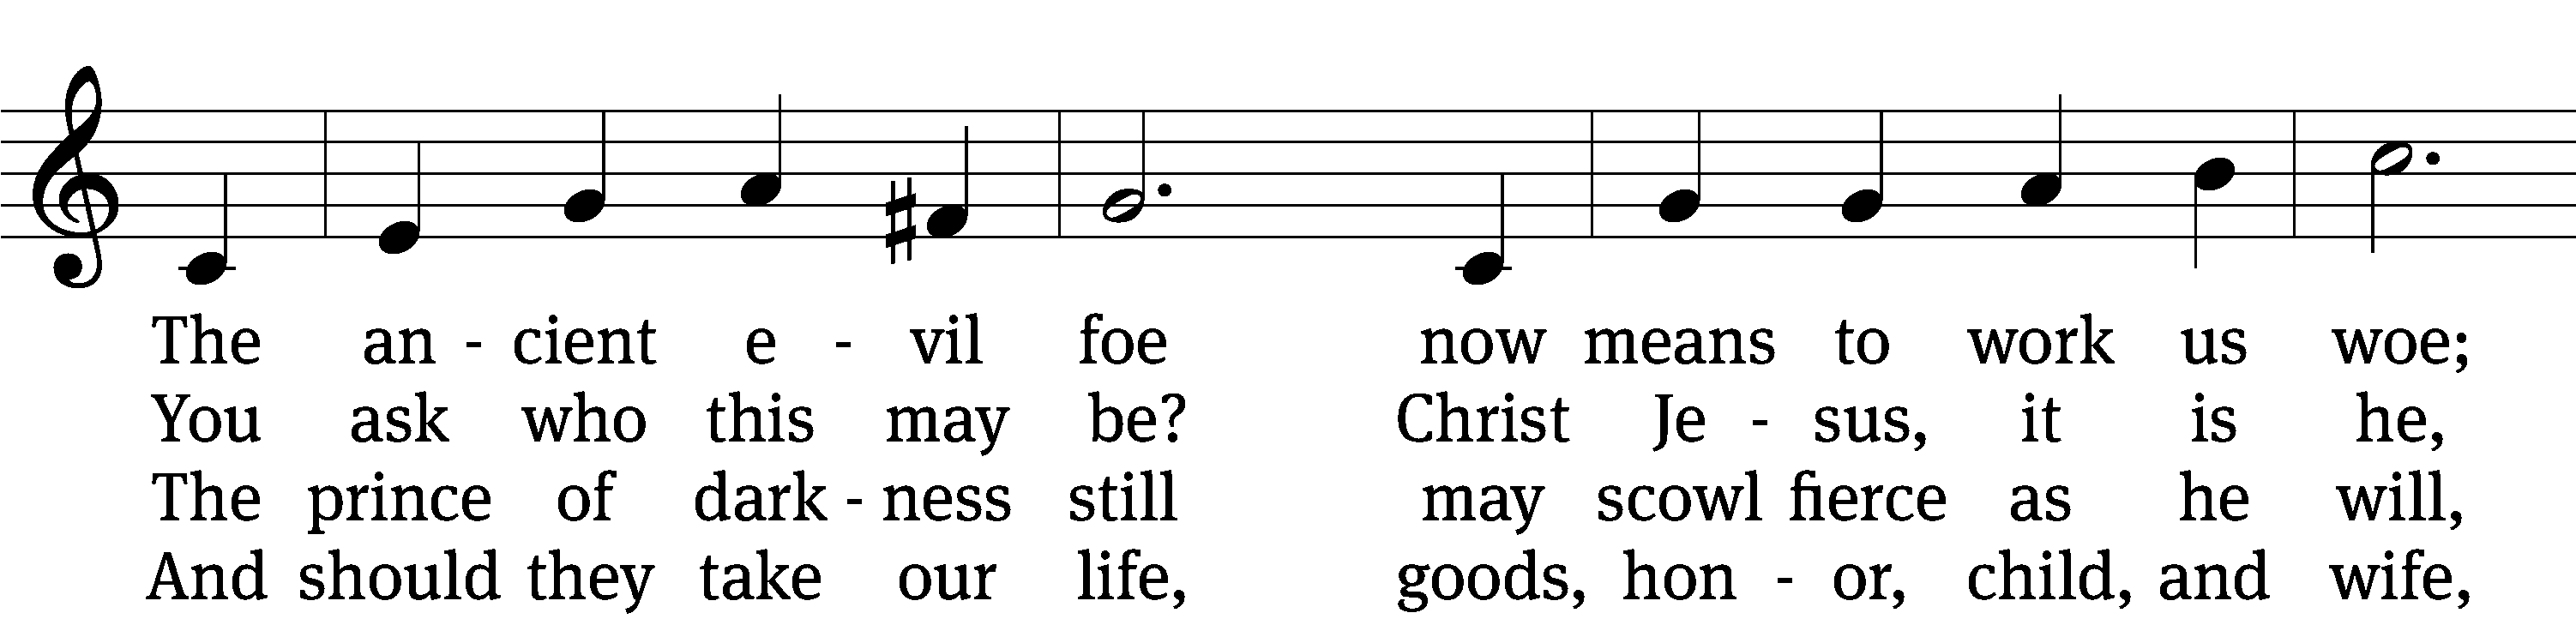 The an - cient e - vil foe now means to work us woe;
You ask who this may be? Christ Je - sus, it is he,
The prince of dark - ness still may scowl fierce as he will,
And should they take our life, goods, hon - or, child, and wife,